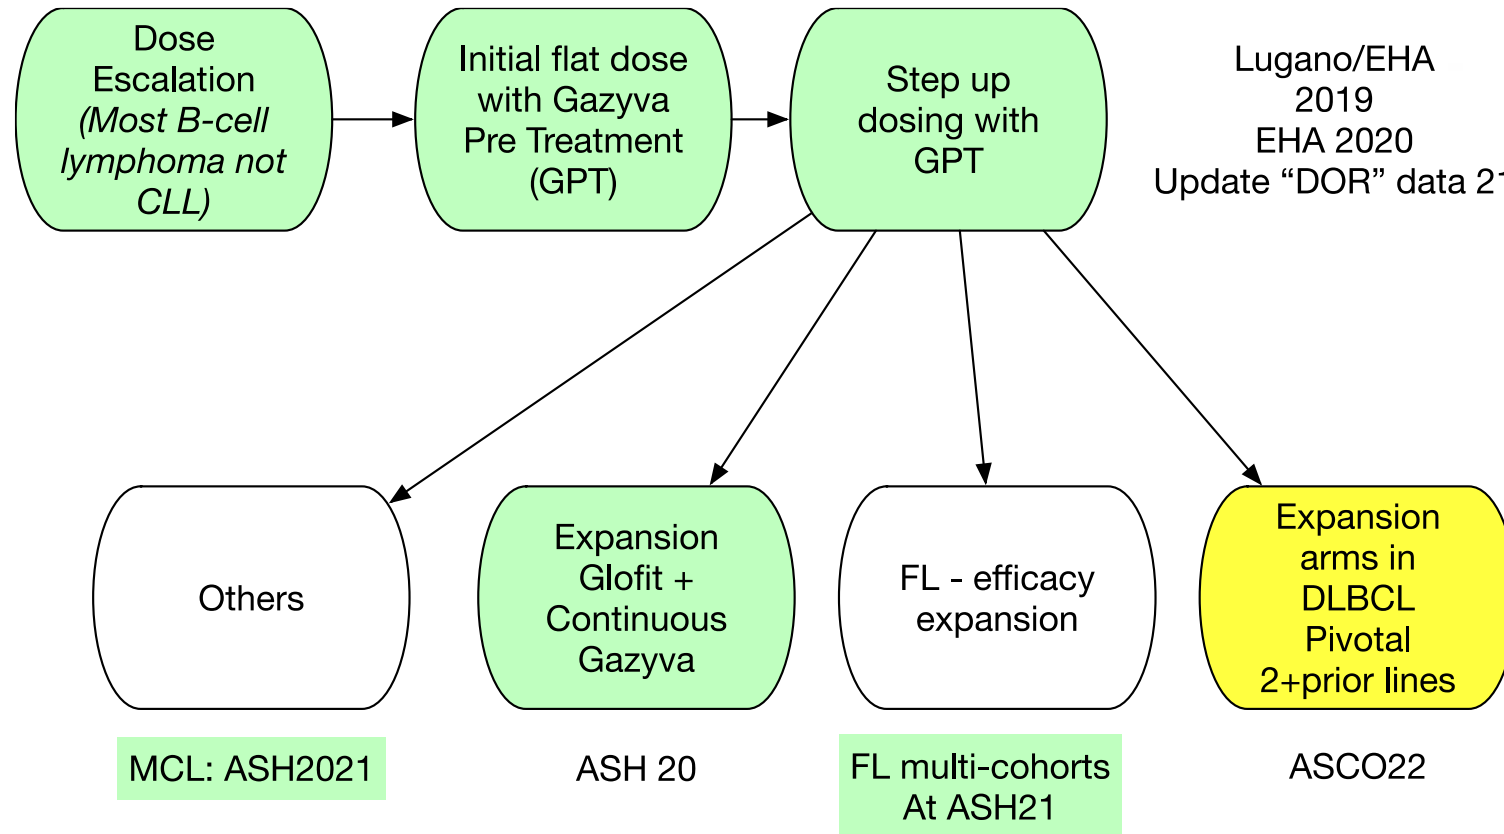 Dose
Escalation
(Most B-cell
lymphoma not
CLL)
Initial flat dose
with Gazyva
Pre Treatment
(GPT)
Step up
dosing with
GPT
Lugano/EHA
2019
EHA 2020
Update “DOR” data 21
Others
Expansion
Glofit +
Continuous
Gazyva
FL - efficacy
expansion
Expansion
arms in
DLBCL
Pivotal
2+prior lines
MCL: ASH2021
ASH 20
FL multi-cohorts
At ASH21
ASCO22